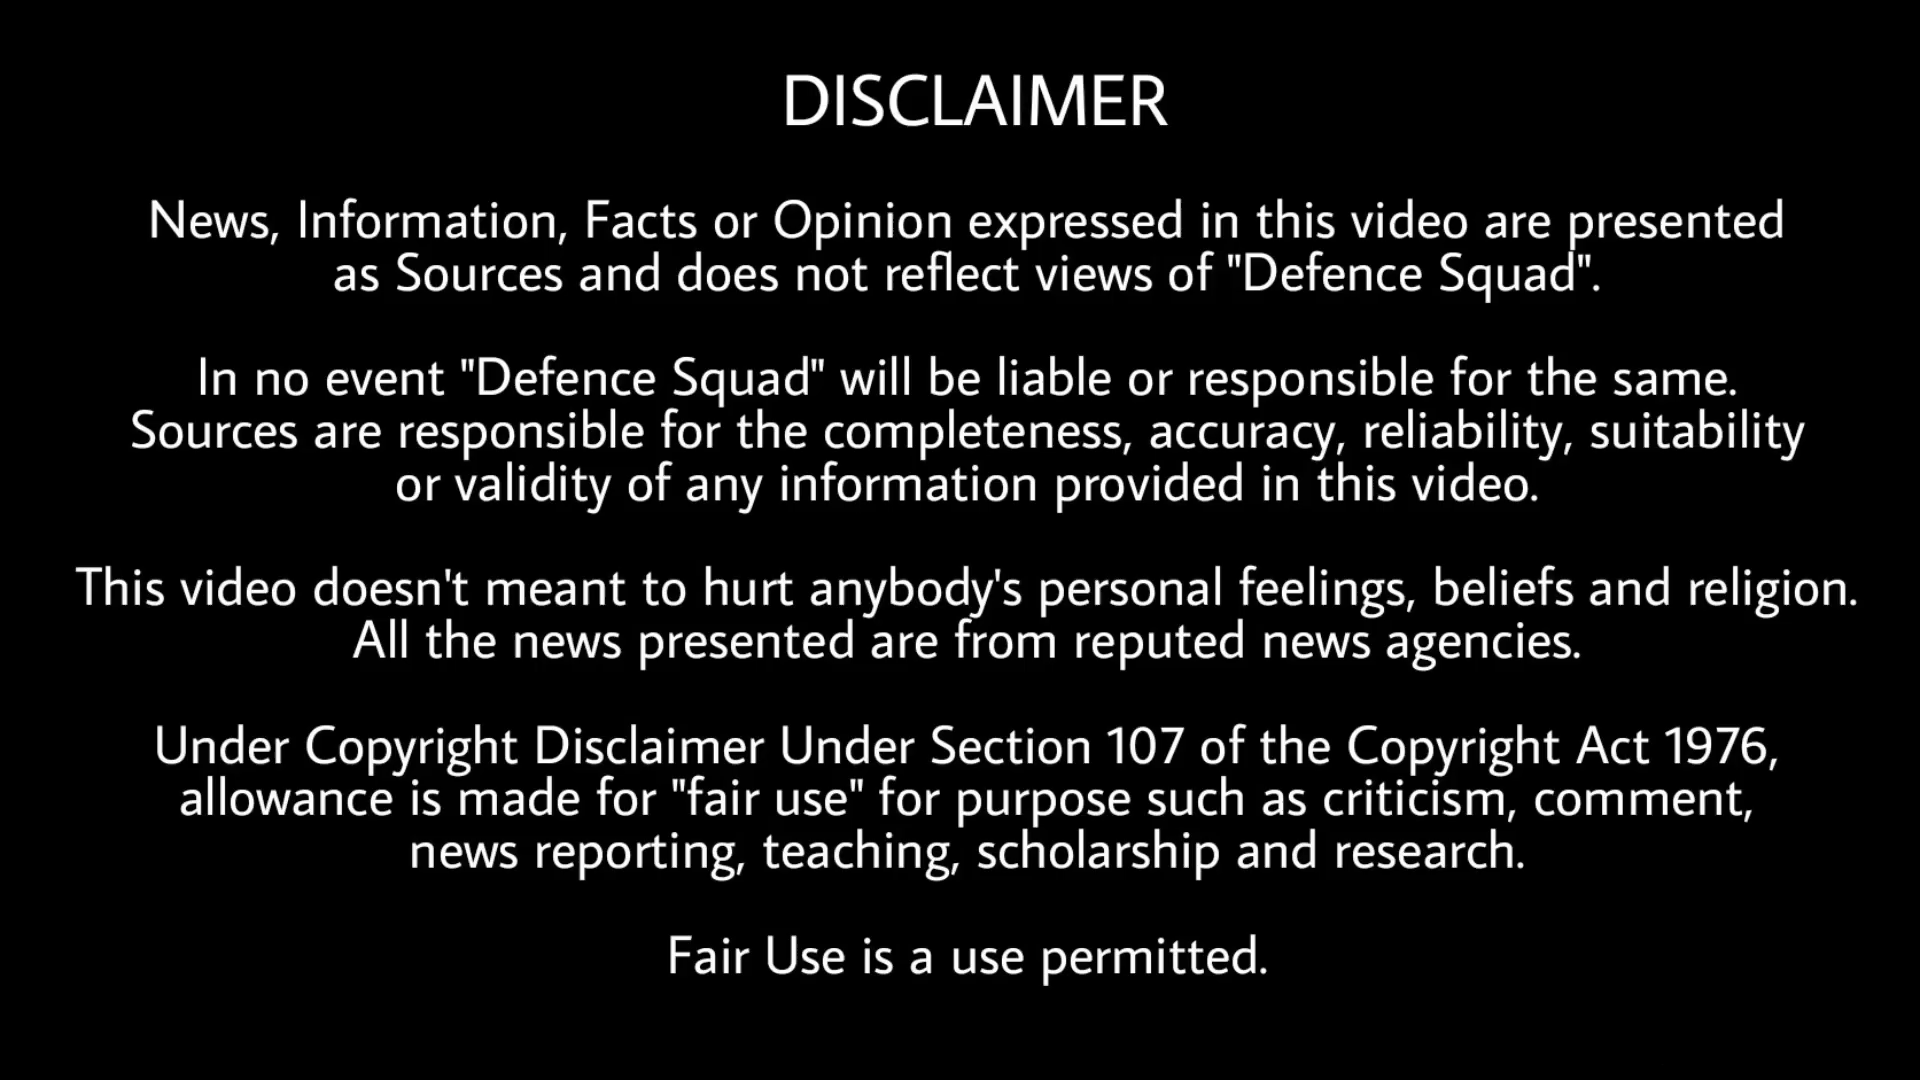 DISCLAIMER
News, Information, Facts or Opinion expressed in this video are presented
as Sources and does not reflect views of "Defence Squad".
In no event "Defence Squad" will be liable or responsible for the same.
Sources are responsible for the completeness, accuracy, reliability, suitability
or validity of any information provided in this video.
This video doesn't meant to hurt anybody's personal feelings, beliefs and religion.
All the news presented are from reputed news agencies.
Under Copyright Disclaimer Under Section 107 of the Copyright Act 1976,
allowance is made for "fair use" for purpose such as criticism, comment,
news reporting, teaching, scholarship and research.
Fair Use is a use permitted.